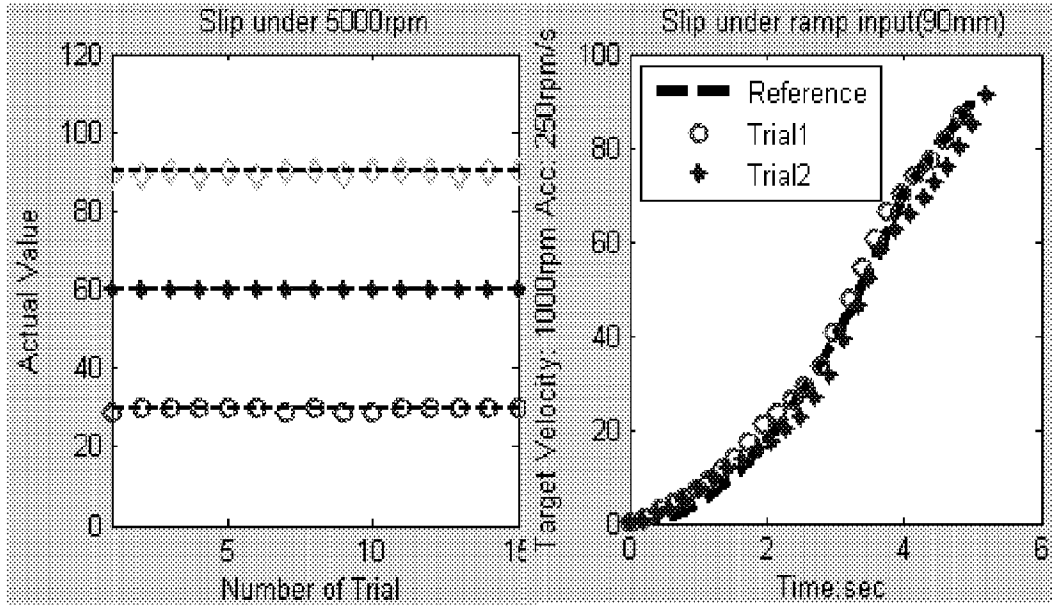 Slip under 5000rpm
120
100
80
60
40
20
0
5
10
15
Actual Value
Number of Trial
Slip under ramp input(90mm)
Target Velocity: 1000rpm Acc: 250rpm/s
100
80
60
40
20
0
0
2
4
6
Time:sec
Reference
Trial1
Trial2